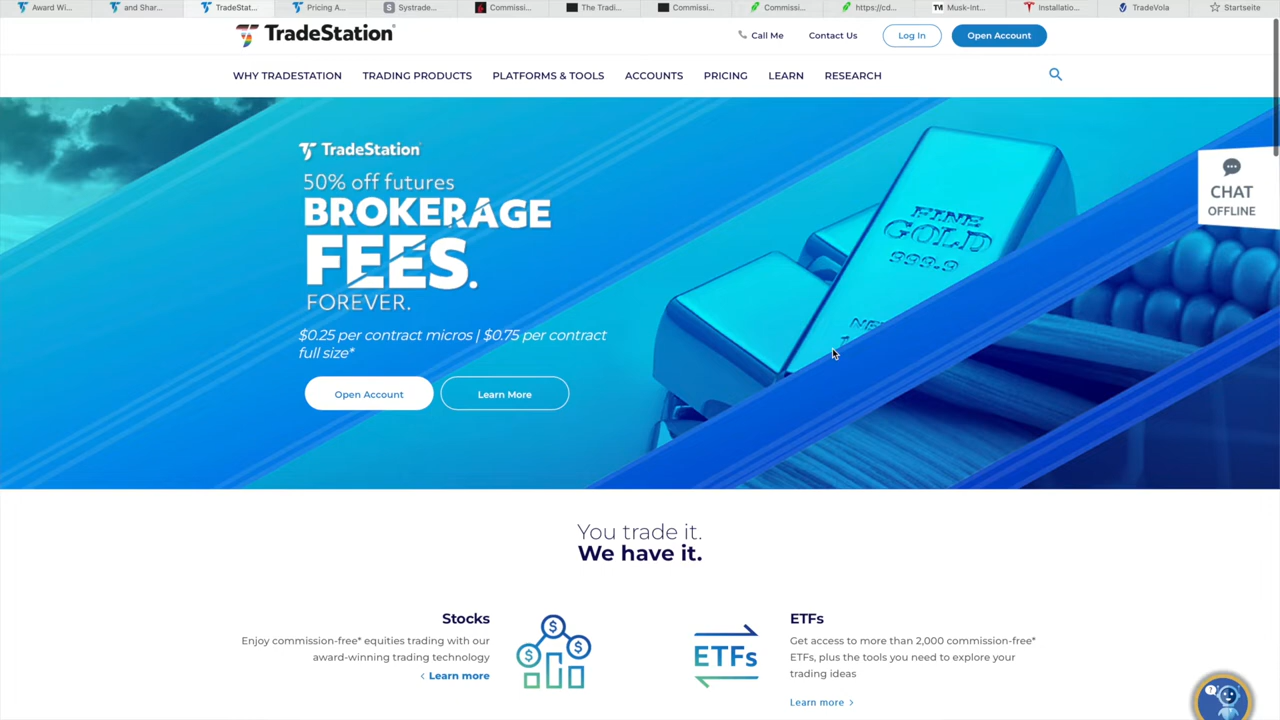 Award Wi...
and Shar...
TradeStat...
Pricing A...
Systrade...
Commissi...
The Tradi...
Commissi...
Commissi...
https://cd...
Musk-Int...
Installatio...
TradeVola
Startseite
TradeStation
Call Me
Contact Us
Log In
Open Account
WHY TRADESTATION
TRADING PRODUCTS
PLATFORMS & TOOLS
ACCOUNTS
PRICING
LEARN
RESEARCH
TradeStation
50% off futures
BROKERAGE
FEES.
FOREVER.
$0.25 per contract micros | $0.75 per contract
full size*
Open Account
Learn More
FINE
GOLD
999.9
CHAT
OFFLINE
You trade it.
We have it.
Stocks
Enjoy commission-free* equities trading with our
award-winning trading technology
Learn more
ETFs
ETFs
Get access to more than 2,000 commission-free*
ETFs, plus the tools you need to explore your
trading ideas
Learn more